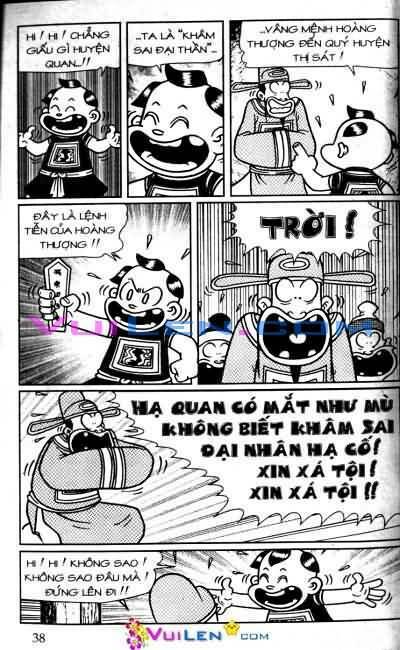 HI ! HI ! CHẲNG
GIẤU GÌ HUYỆN
QUAN...!!
...TA LÀ "KHÂM
SAI ĐẠI THẦN"...
...VÂNG MỆNH HOÀNG
THƯỢNG ĐẾN QUÝ HUYỆN
THỊ SÁT !
ĐÂY LÀ LỆNH
TIỄN CỦA HOÀNG
THƯỢNG !!
TRỜI !
VUILEN.COM
HẠ QUAN CÓ MẮT NHƯ MÙ
KHÔNG BIẾT KHÂM SAI
ĐẠI NHÂN HẠ CỐ !
XIN XÁ TỘI !
XIN XÁ TỘI !!
HI ! HI ! KHÔNG SAO !
KHÔNG SAO ĐÂU MÀ !
ĐỨNG LÊN ĐI !
38
VUILEN.COM